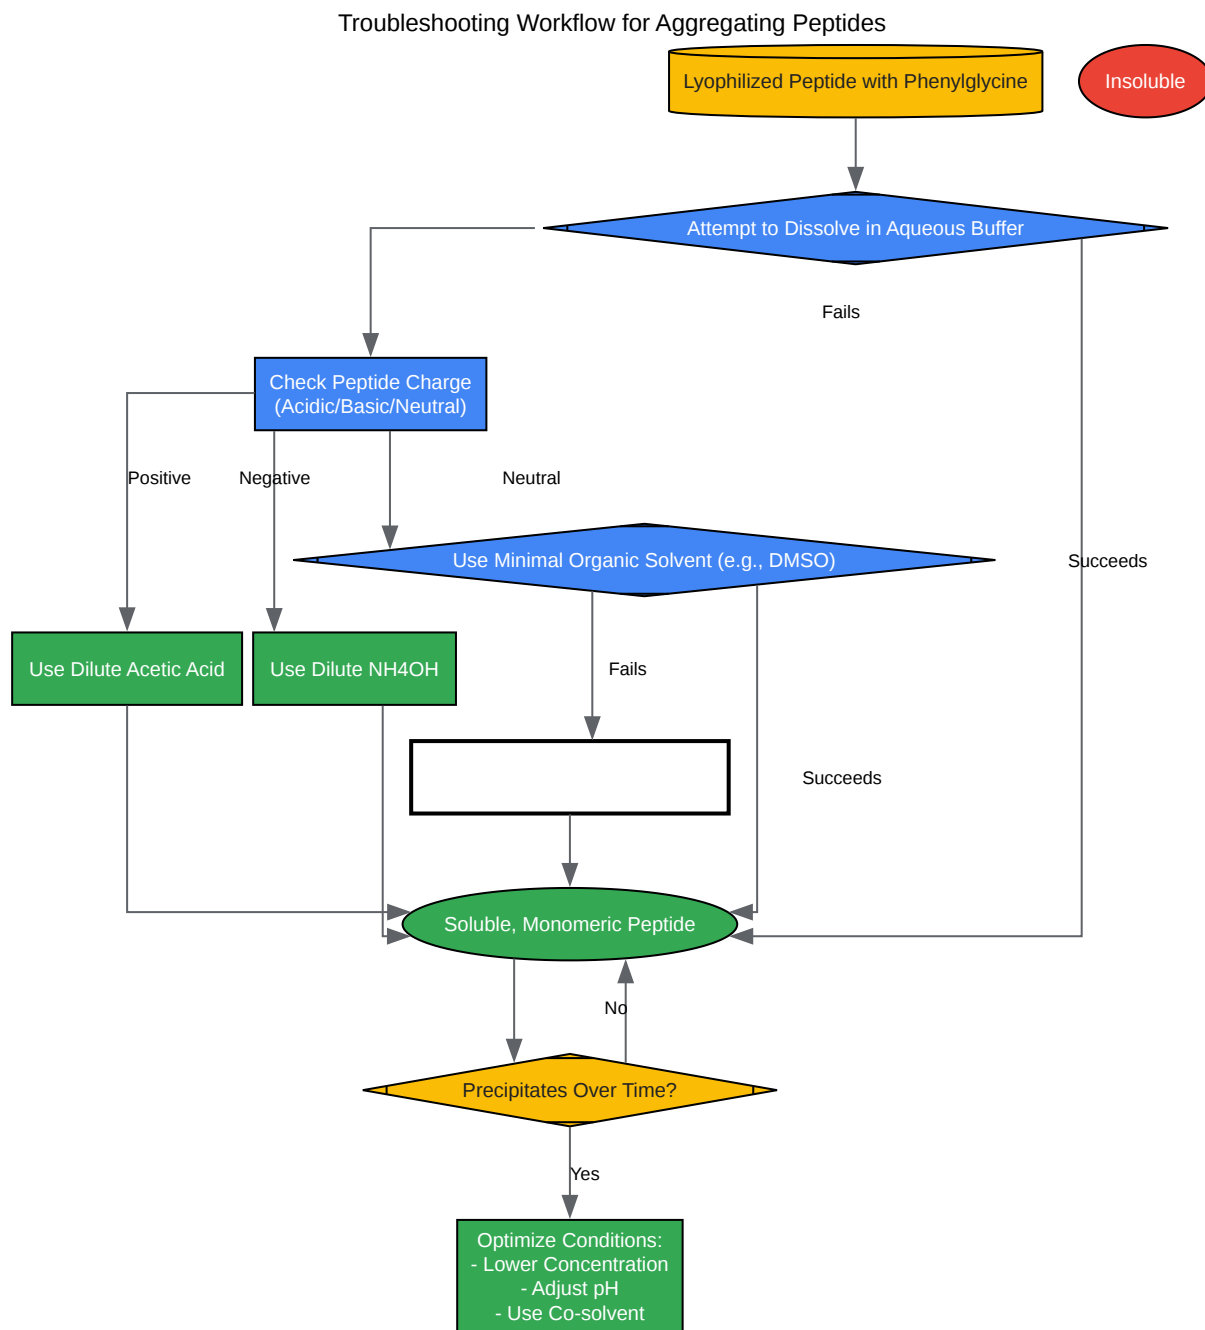 Troubleshooting Workflow for Aggregating Peptides
Lyophilized Peptide with Phenylglycine
Insoluble
Attempt to Dissolve in Aqueous Buffer
Fails
Check Peptide Charge
(Acidic/Basic/Neutral)
Positive
Negative
Neutral
Use Minimal Organic Solvent (e.g., DMSO)
Succeeds
Use Dilute Acetic Acid
Use Dilute NH4OH
Fails
Succeeds
Soluble, Monomeric Peptide
No
Precipitates Over Time?
Yes
Optimize Conditions:
- Lower Concentration
- Adjust pH
- Use Co-solvent